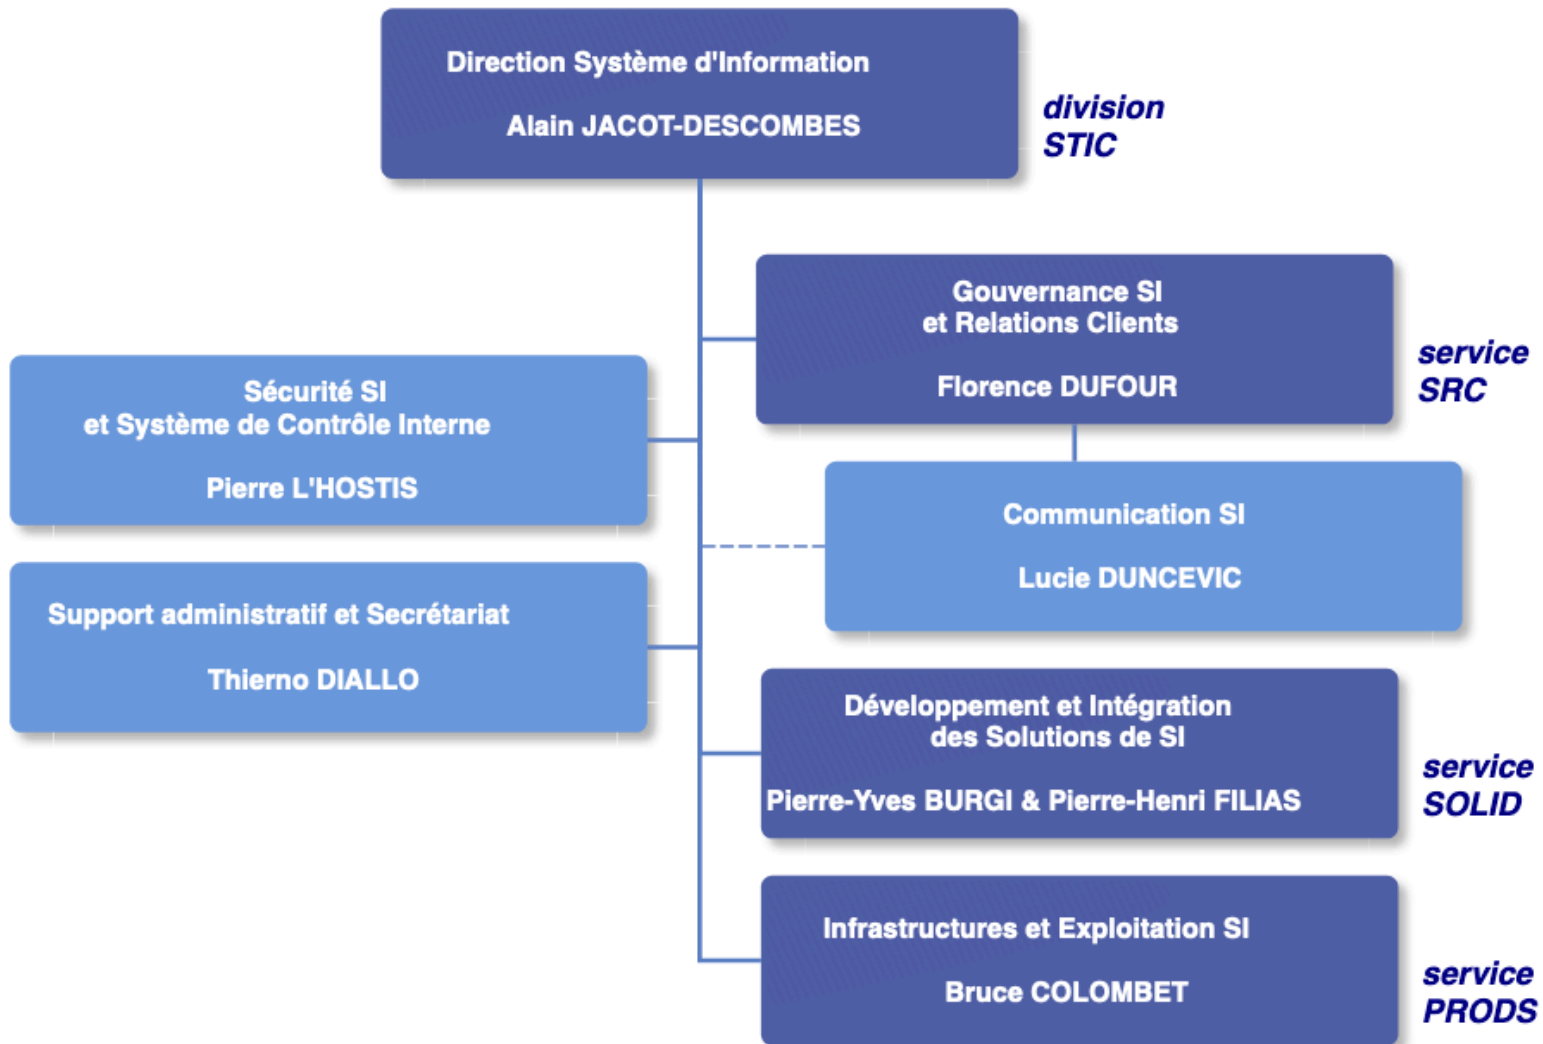 Direction Système d'Information
Alain JACOT-DESCOMBES
division
STIC
Gouvernance SI
et Relations Clients
Florence DUFOUR
service
SRC
Sécurité SI
et Système de Contrôle Interne
Pierre L'HOSTIS
Communication SI
Lucie DUNCEVIC
Support administratif et Secrétariat
Thierno DIALLO
Développement et Intégration
des Solutions de SI
Pierre-Yves BURGI & Pierre-Henri FILIAS
service
SOLID
Infrastructures et Exploitation SI
Bruce COLOMBET
service
PRODS